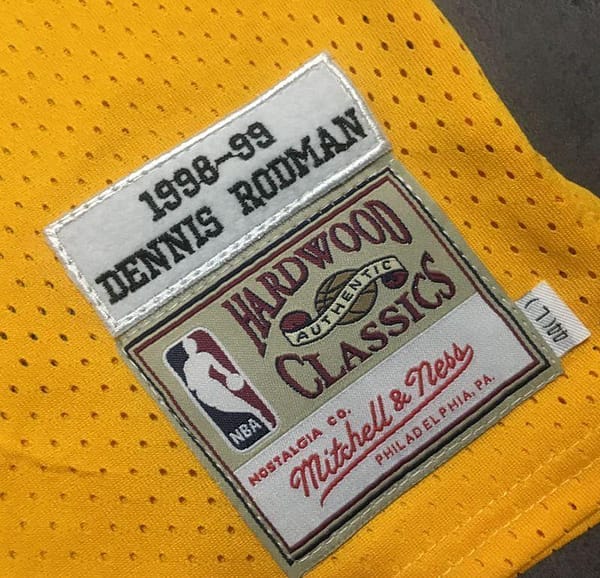 1998-99
DENNIS RODMAN
HARDWOOD
AUTHENTIC
CLASSICS
NBA
NOSTALGIA CO.
Mitchell & Ness
PHILADELPHIA, PA.